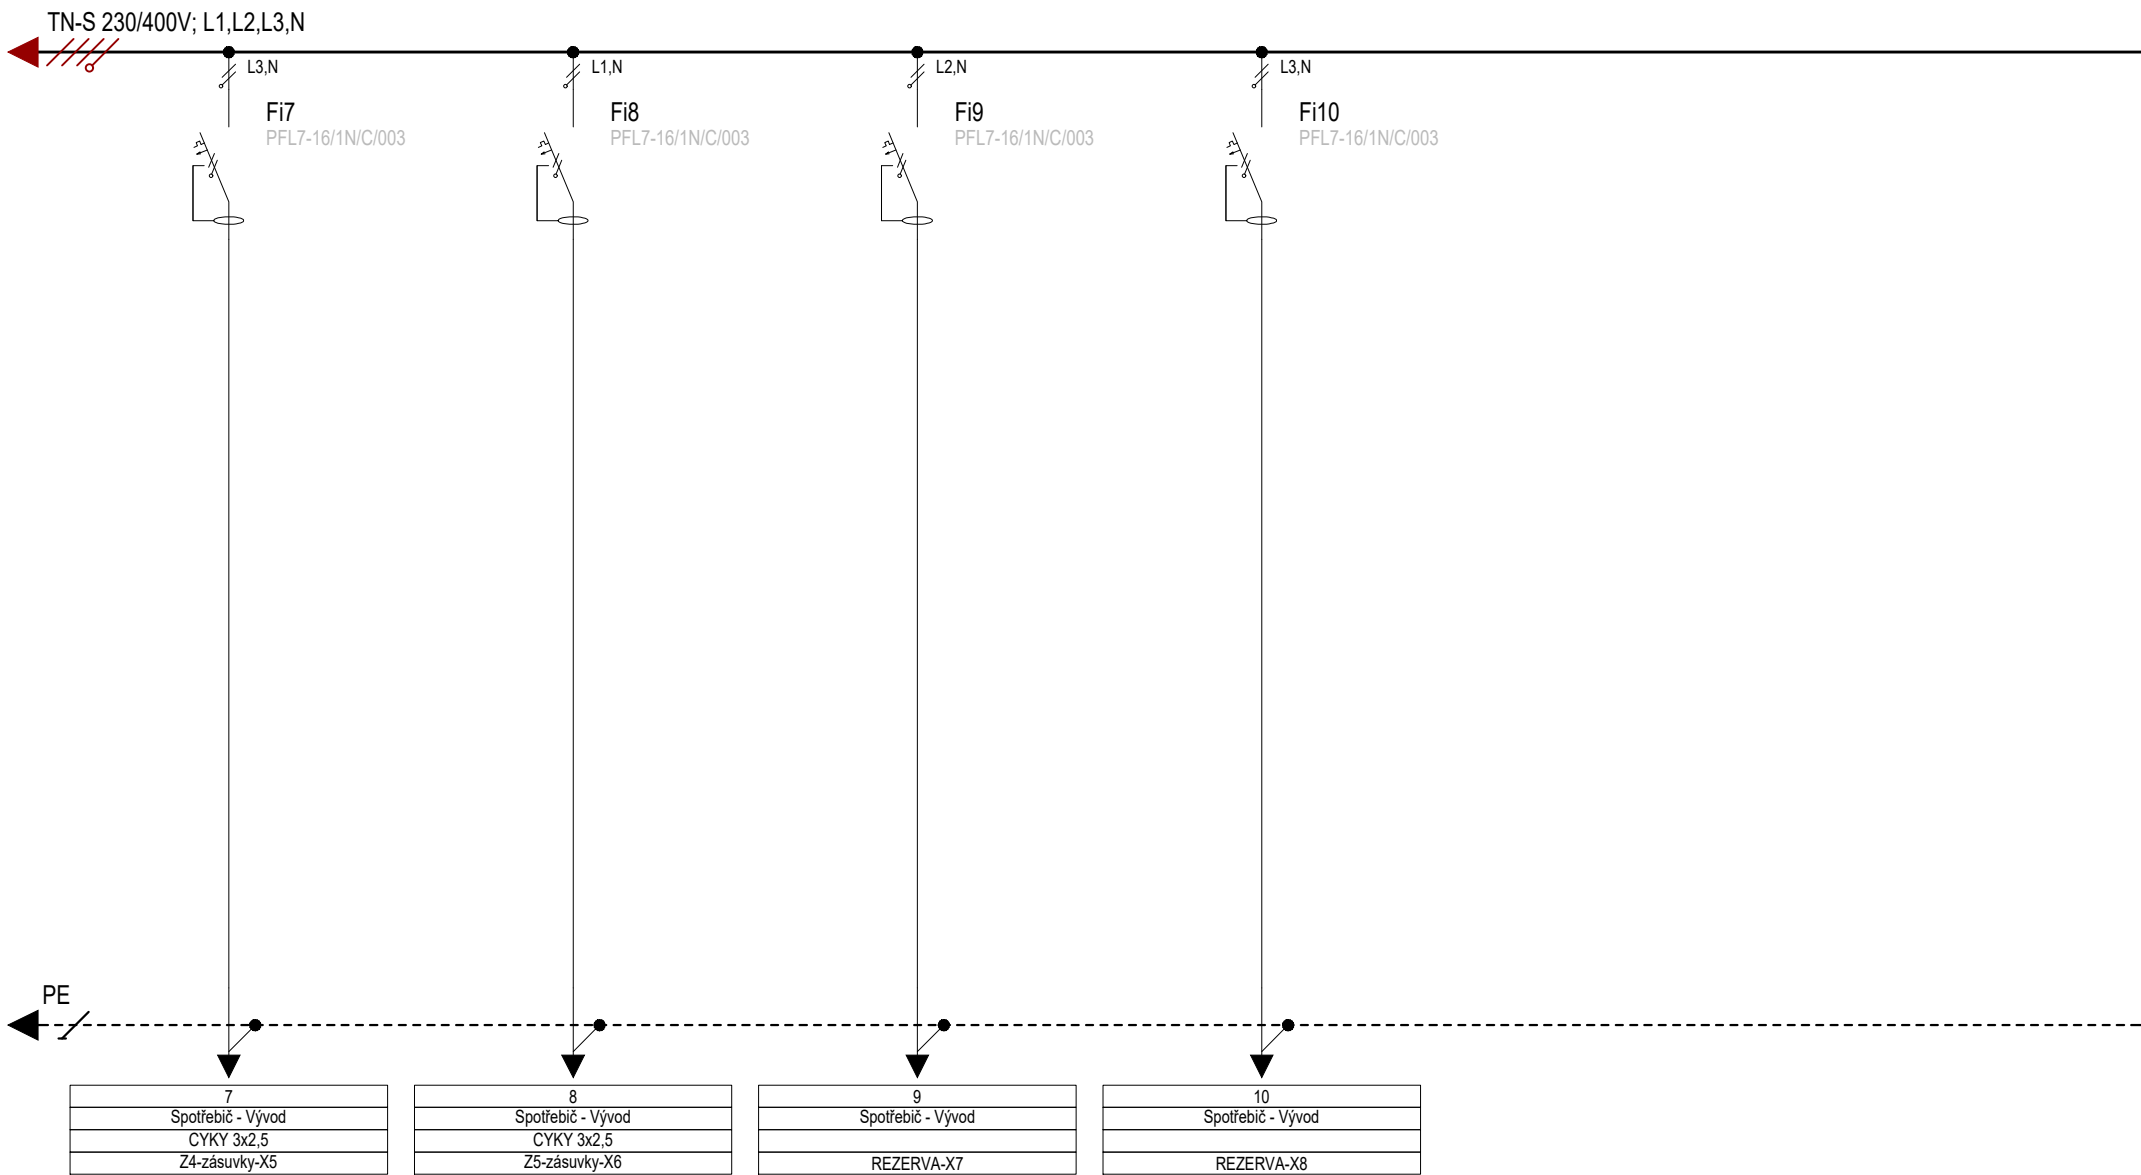 TN-S 230/400V; L1,L2,L3,N
L3,N
L1,N
L2,N
L3,N
Fi7
PFL7-16/1N/C/003
Fi8
PFL7-16/1N/C/003
Fi9
PFL7-16/1N/C/003
Fi10
PFL7-16/1N/C/003
PE
7
Spotřebič - Vývod
CYKY 3x2,5
Z4-zásuvky-X5
8
Spotřebič - Vývod
CYKY 3x2,5
Z5-zásuvky-X6
9
Spotřebič - Vývod
REZERVA-X7
10
Spotřebič - Vývod
REZERVA-X8